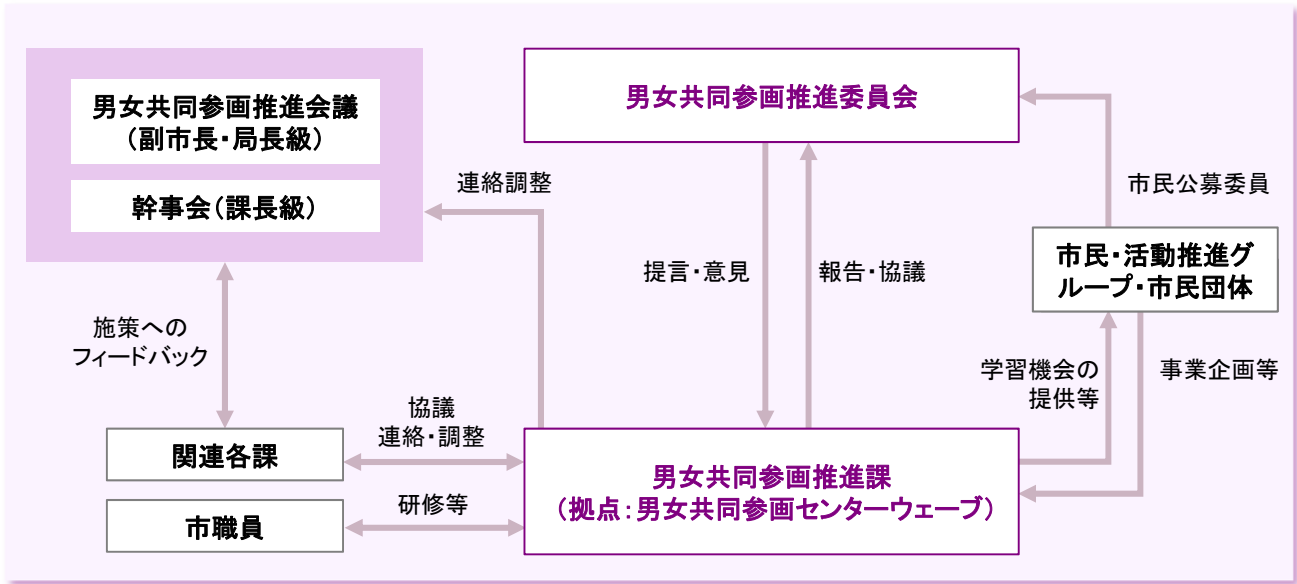 男女共同参画推進会議
(副市長・局長級)
幹事会(課長級)
男女共同参画推進委員会
連絡調整
市民公募委員
提言・意見
報告・協議
市民・活動推進グ
ループ・市民団体
施策への
フィードバック
学習機会の
提供等
事業企画等
協議
連絡・調整
関連各課
研修等
市職員
男女共同参画推進課
(拠点:男女共同参画センターウェーブ)